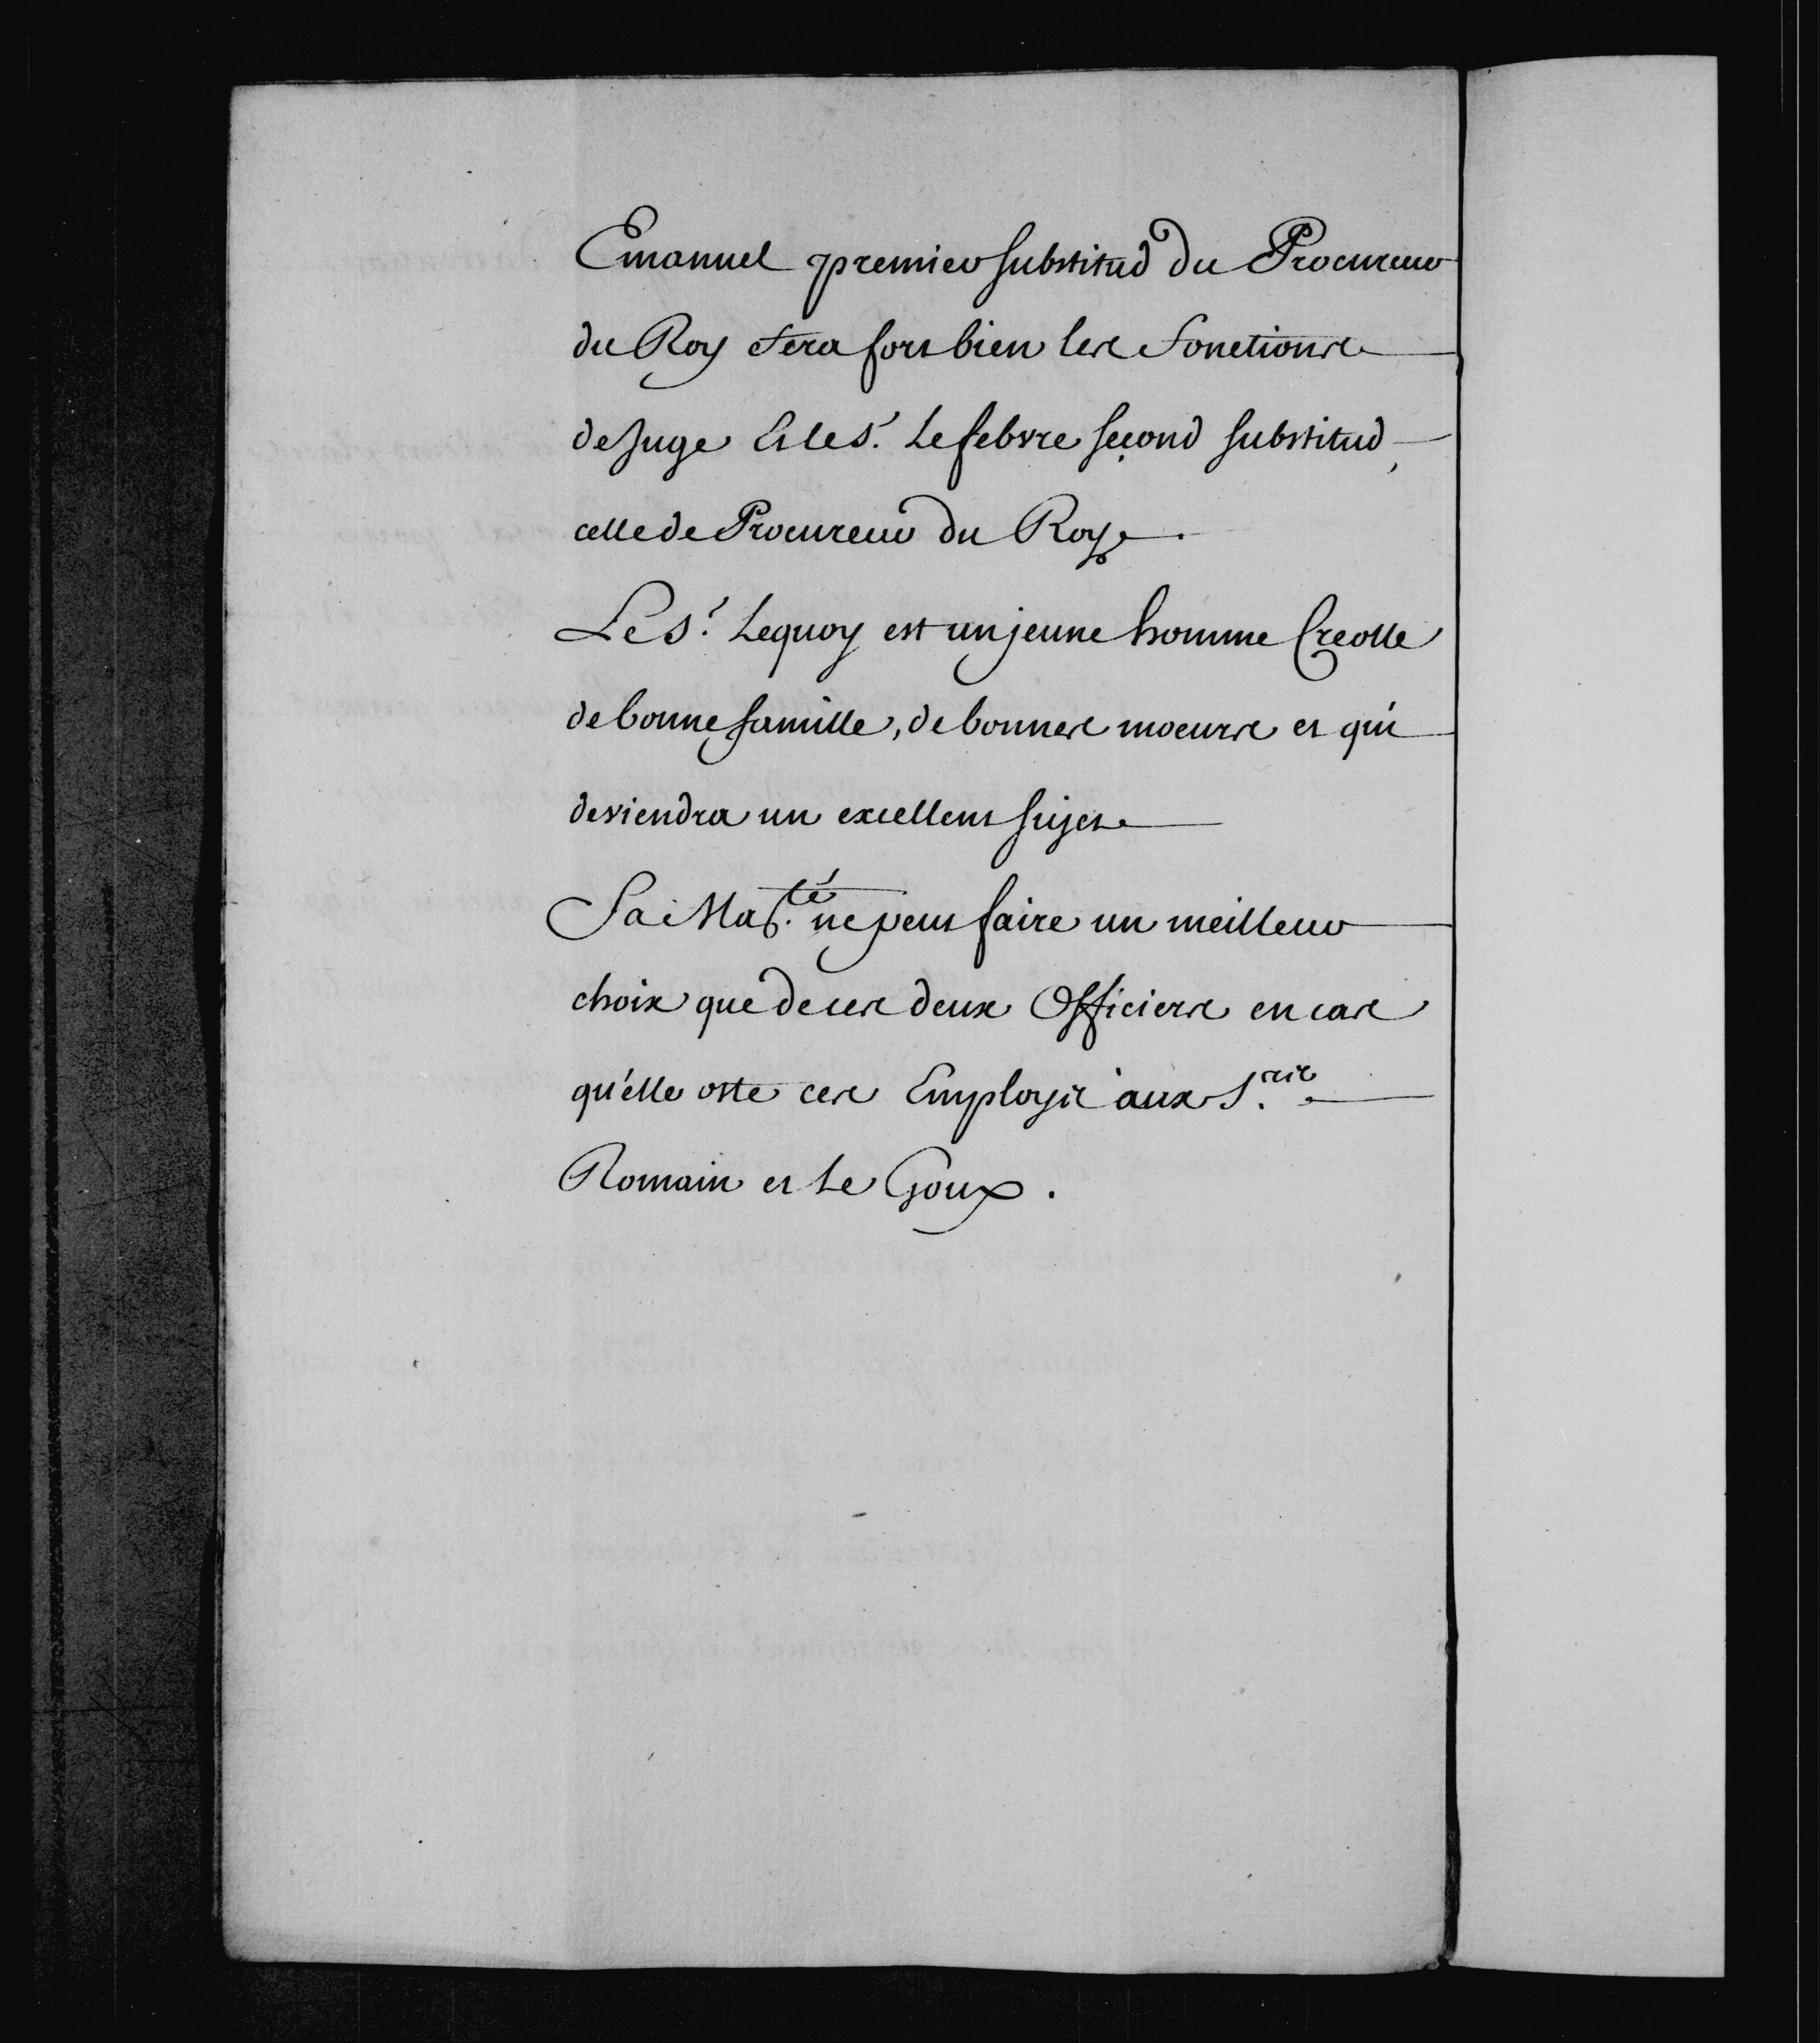 Emanuel premier substitud du Procureur
du Roy fera fort bien les fonctions
de Juge Et le S.r Lefebvre second substitud,
celle de Procureur du Roy.
Le S.r Lequoy est un jeune homme Creolle
de bonne famille, de bonnes moeurs et qui
deviendra un excellent sujet
Sa Maj.té ne peut faire un meilleur
choix que de ces deux Officiers en cas
qu'elle oste ces Employs aux S.rs
Romain et Le Goux.